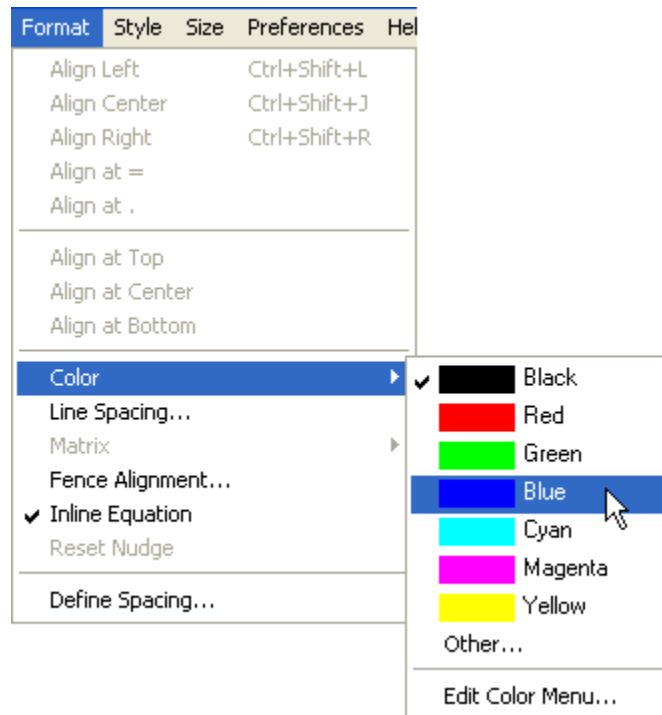 Format Style Size Preferences Hel
Align Left Ctrl+Shift+L
Align Center Ctrl+Shift+J
Align Right Ctrl+Shift+R
Align at =
Align at .
Align at Top
Align at Center
Align at Bottom
Color
Line Spacing...
Matrix
Fence Alignment...
Inline Equation
Reset Nudge
Define Spacing...
Black
Red
Green
Blue
Cyan
Magenta
Yellow
Other...
Edit Color Menu...